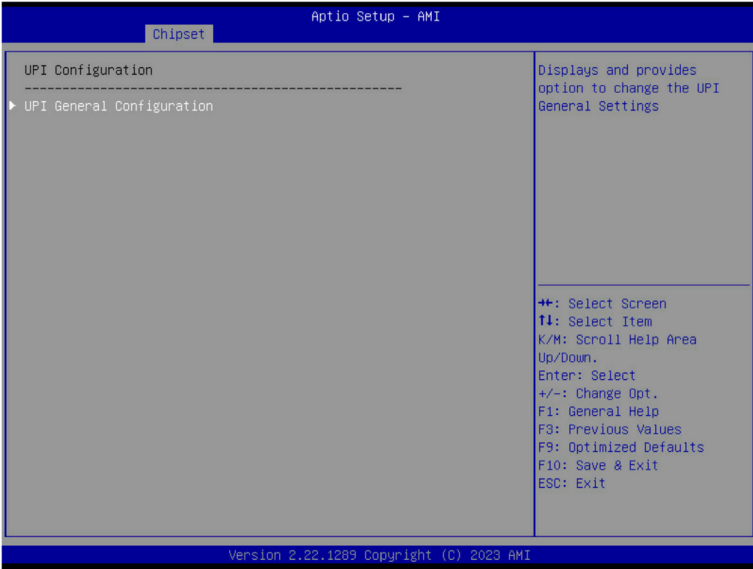 Aptio Setup – AMI
Chipset
UPI Configuration
--------------------------------------------------
▶ UPI General Configuration
Displays and provides
option to change the UPI
General Settings
→←: Select Screen
↑↓: Select Item
K/M: Scroll Help Area
Up/Down.
Enter: Select
+/-: Change Opt.
F1: General Help
F3: Previous Values
F9: Optimized Defaults
F10: Save & Exit
ESC: Exit
Version 2.22.1289 Copyright (C) 2023 AMI